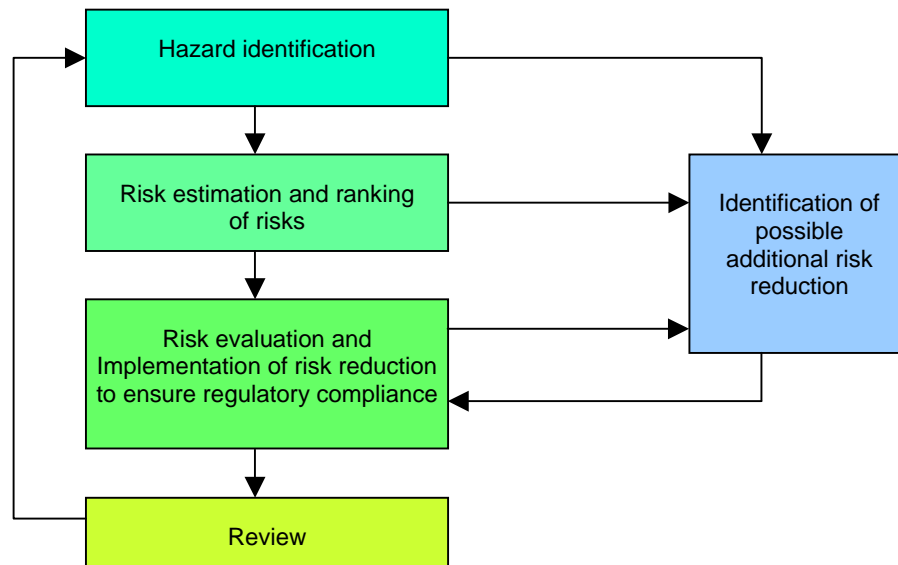 Hazard identification
Risk estimation and ranking
of risks
Identification of
possible
additional risk
reduction
Risk evaluation and
Implementation of risk reduction
to ensure regulatory compliance
Review